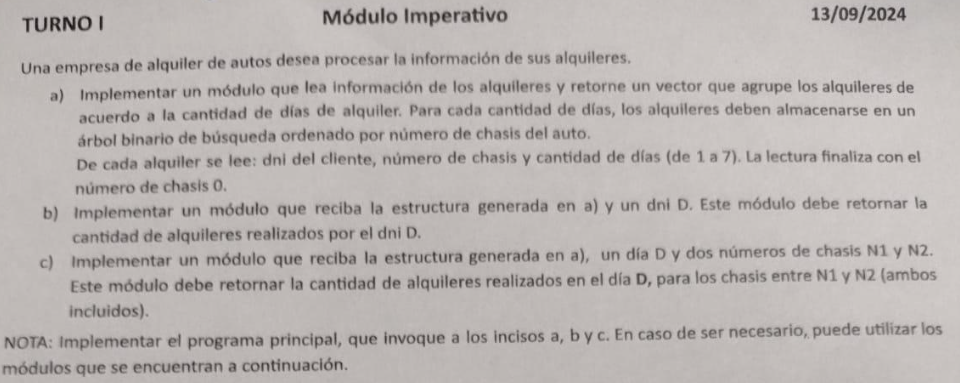 TURNO I Módulo Imperativo 13/09/2024
Una empresa de alquiler de autos desea procesar la información de sus alquileres.
a) Implementar un módulo que lea información de los alquileres y retorne un vector que agrupe los alquileres de
acuerdo a la cantidad de días de alquiler. Para cada cantidad de días, los alquileres deben almacenarse en un
árbol binario de búsqueda ordenado por número de chasis del auto.
De cada alquiler se lee: dni del cliente, número de chasis y cantidad de días (de 1 a 7). La lectura finaliza con el
número de chasis 0.
b) Implementar un módulo que reciba la estructura generada en a) y un dni D. Este módulo debe retornar la
cantidad de alquileres realizados por el dni D.
c) Implementar un módulo que reciba la estructura generada en a), un día D y dos números de chasis N1 y N2.
Este módulo debe retornar la cantidad de alquileres realizados en el día D, para los chasis entre N1 y N2 (ambos
incluidos).
NOTA: Implementar el programa principal, que invoque a los incisos a, b y c. En caso de ser necesario, puede utilizar los
módulos que se encuentran a continuación.